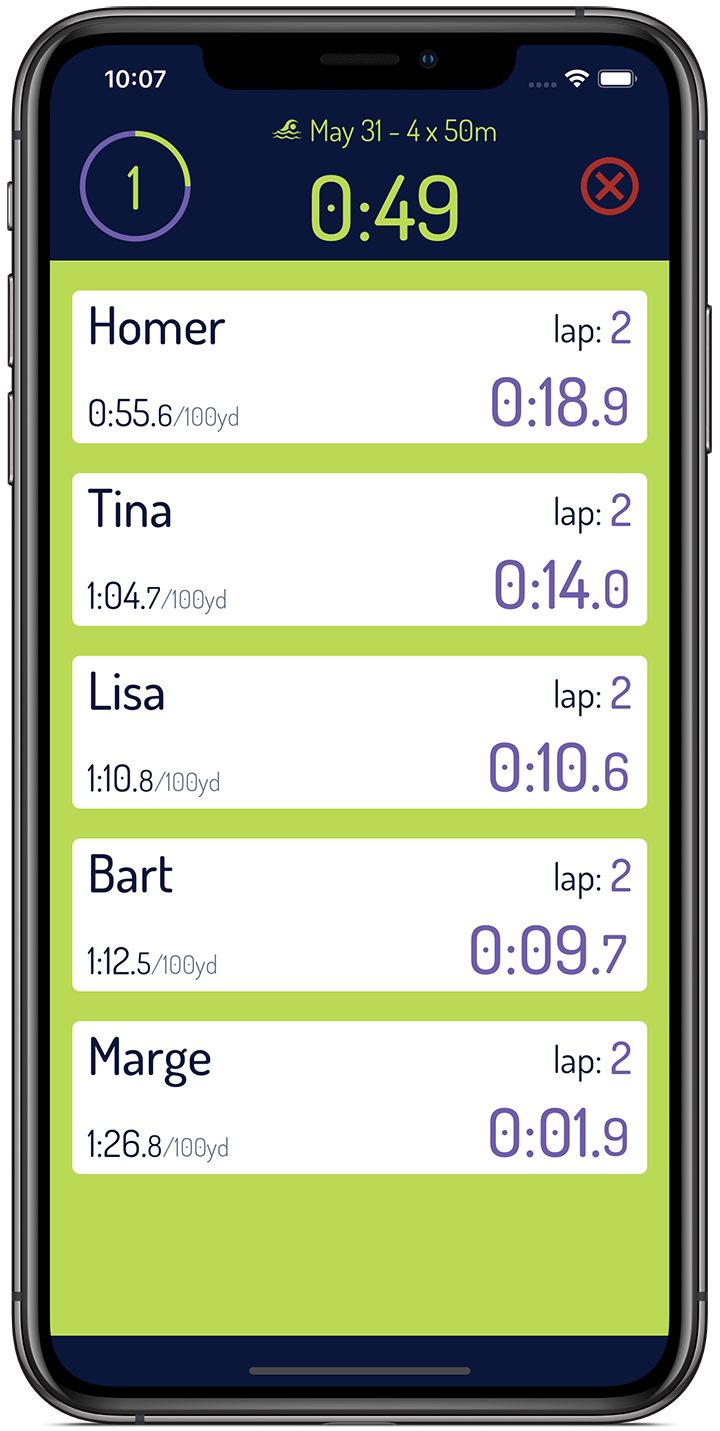 10:07
May 31 - 4 x 50m
1
0:49
Homer
lap: 2
0:55.6/100yd
0:18.9
Tina
lap: 2
1:04.7/100yd
0:14.0
Lisa
lap: 2
1:10.8/100yd
0:10.6
Bart
lap: 2
1:12.5/100yd
0:09.7
Marge
lap: 2
1:26.8/100yd
0:01.9